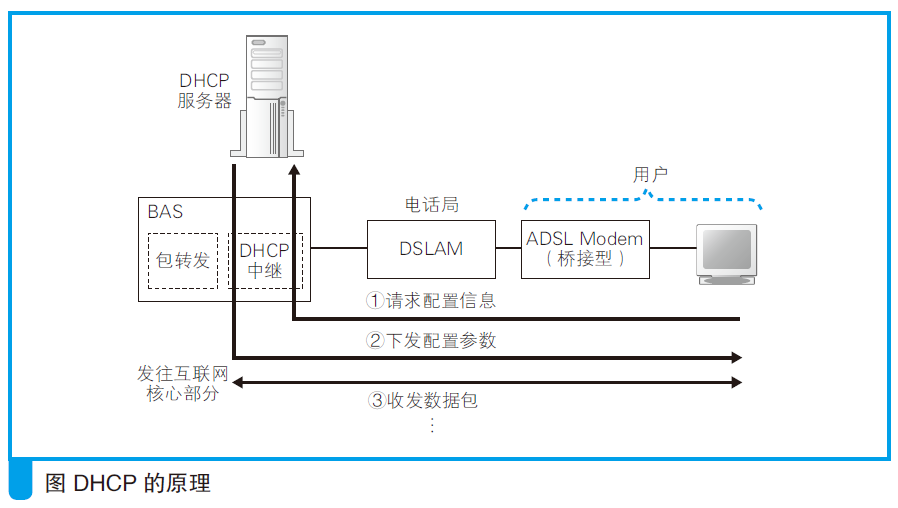 DHCP
服务器
用户
电话局
BAS
包转发
DHCP
中继
DSLAM
ADSL Modem
（桥接型）
①请求配置信息
②下发配置参数
发往互联网
核心部分
③收发数据包
⋮
图 DHCP 的原理